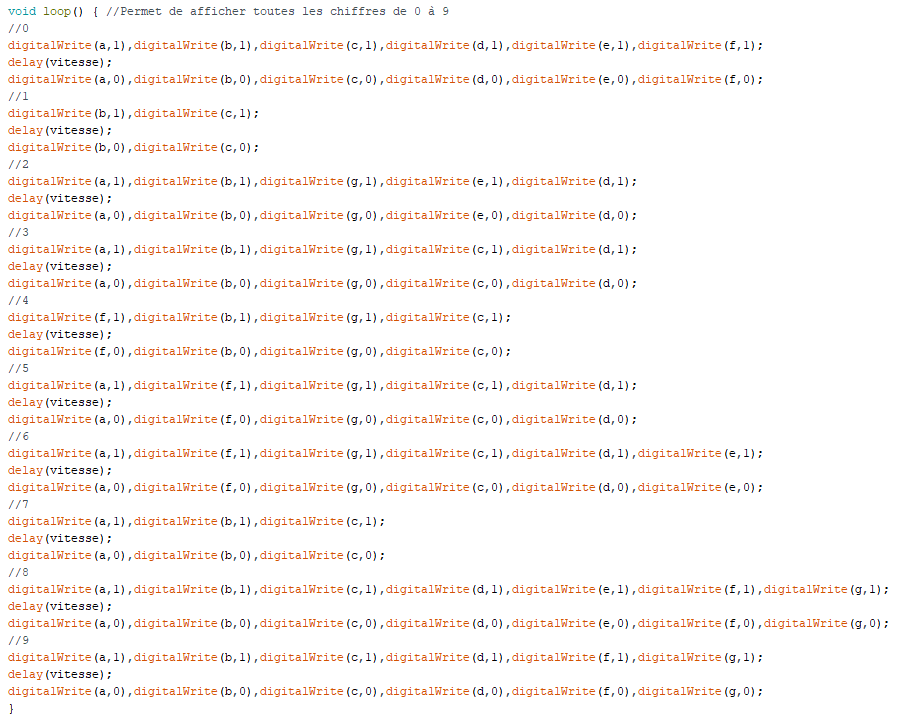 void loop() { //Permet de afficher toutes les chiffres de 0 à 9
//0
digitalWrite(a,1),digitalWrite(b,1),digitalWrite(c,1),digitalWrite(d,1),digitalWrite(e,1),digitalWrite(f,1);
delay(vitesse);
digitalWrite(a,0),digitalWrite(b,0),digitalWrite(c,0),digitalWrite(d,0),digitalWrite(e,0),digitalWrite(f,0);
//1
digitalWrite(b,1),digitalWrite(c,1);
delay(vitesse);
digitalWrite(b,0),digitalWrite(c,0);
//2
digitalWrite(a,1),digitalWrite(b,1),digitalWrite(g,1),digitalWrite(e,1),digitalWrite(d,1);
delay(vitesse);
digitalWrite(a,0),digitalWrite(b,0),digitalWrite(g,0),digitalWrite(e,0),digitalWrite(d,0);
//3
digitalWrite(a,1),digitalWrite(b,1),digitalWrite(g,1),digitalWrite(c,1),digitalWrite(d,1);
delay(vitesse);
digitalWrite(a,0),digitalWrite(b,0),digitalWrite(g,0),digitalWrite(c,0),digitalWrite(d,0);
//4
digitalWrite(f,1),digitalWrite(b,1),digitalWrite(g,1),digitalWrite(c,1);
delay(vitesse);
digitalWrite(f,0),digitalWrite(b,0),digitalWrite(g,0),digitalWrite(c,0);
//5
digitalWrite(a,1),digitalWrite(f,1),digitalWrite(g,1),digitalWrite(c,1),digitalWrite(d,1);
delay(vitesse);
digitalWrite(a,0),digitalWrite(f,0),digitalWrite(g,0),digitalWrite(c,0),digitalWrite(d,0);
//6
digitalWrite(a,1),digitalWrite(f,1),digitalWrite(g,1),digitalWrite(c,1),digitalWrite(d,1),digitalWrite(e,1);
delay(vitesse);
digitalWrite(a,0),digitalWrite(f,0),digitalWrite(g,0),digitalWrite(c,0),digitalWrite(d,0),digitalWrite(e,0);
//7
digitalWrite(a,1),digitalWrite(b,1),digitalWrite(c,1);
delay(vitesse);
digitalWrite(a,0),digitalWrite(b,0),digitalWrite(c,0);
//8
digitalWrite(a,1),digitalWrite(b,1),digitalWrite(c,1),digitalWrite(d,1),digitalWrite(e,1),digitalWrite(f,1),digitalWrite(g,1);
delay(vitesse);
digitalWrite(a,0),digitalWrite(b,0),digitalWrite(c,0),digitalWrite(d,0),digitalWrite(e,0),digitalWrite(f,0),digitalWrite(g,0);
//9
digitalWrite(a,1),digitalWrite(b,1),digitalWrite(c,1),digitalWrite(d,1),digitalWrite(f,1),digitalWrite(g,1);
delay(vitesse);
digitalWrite(a,0),digitalWrite(b,0),digitalWrite(c,0),digitalWrite(d,0),digitalWrite(f,0),digitalWrite(g,0);
}